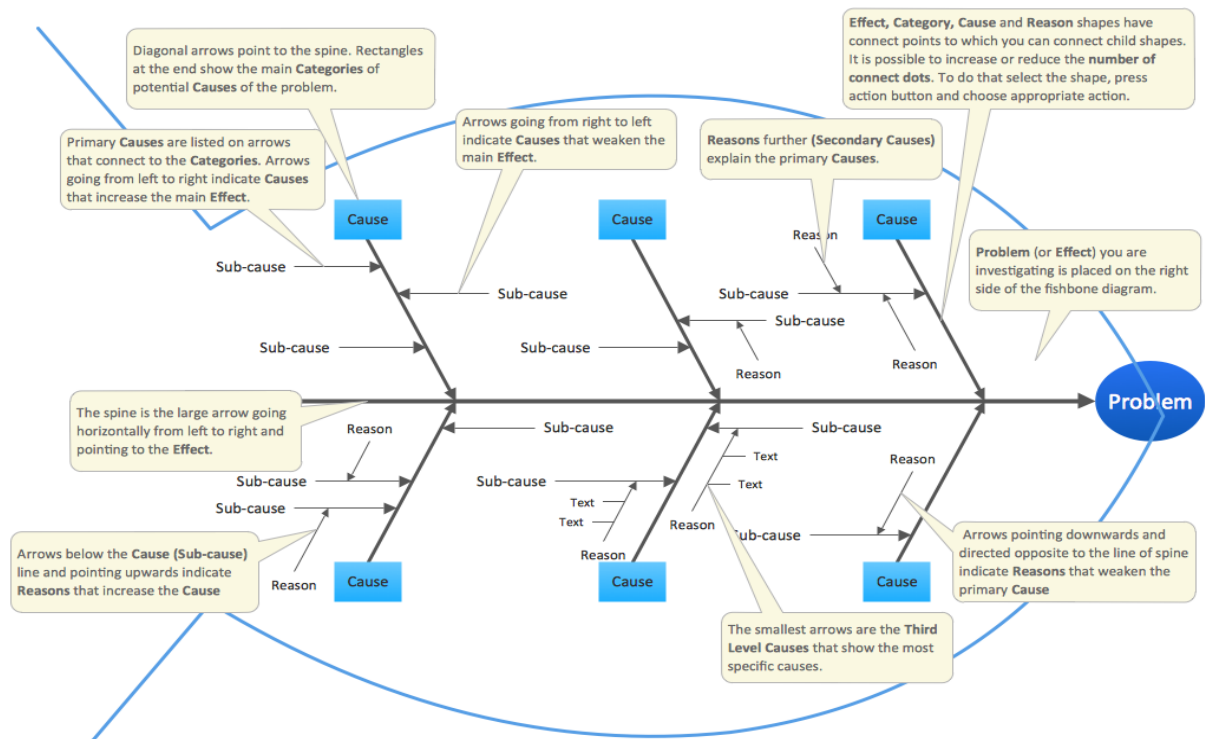 Effect, Category, Cause and Reason shapes have
connect points to which you can connect child shapes.
It is possible to increase or reduce the number of
connect dots. To do that select the shape, press
action button and choose appropriate action.
Diagonal arrows point to the spine. Rectangles
at the end show the main Categories of
potential Causes of the problem.
Arrows going from right to left
indicate Causes that weaken the
main Effect.
Reasons further (Secondary Causes)
explain the primary Causes.
Primary Causes are listed on arrows
that connect to the Categories. Arrows
going from left to right indicate Causes
that increase the main Effect.
Cause
Cause
Cause
Reason
Problem (or Effect) you are
investigating is placed on the right
side of the fishbone diagram.
Sub-cause
Sub-cause
Sub-cause
Sub-cause
Sub-cause
Sub-cause
Reason
Reason
Problem
The spine is the large arrow going
horizontally from left to right and
pointing to the Effect.
Reason
Sub-cause
Sub-cause
Text
Reason
Sub-cause
Sub-cause
Text
Sub-cause
Text
Text
Reason
Sub-cause
Reason
Reason
Arrows below the Cause (Sub-cause)
line and pointing upwards indicate
Reasons that increase the Cause
Arrows pointing downwards and
directed opposite to the line of spine
indicate Reasons that weaken the
primary Cause
Cause
Cause
Cause
The smallest arrows are the Third
Level Causes that show the most
specific causes.